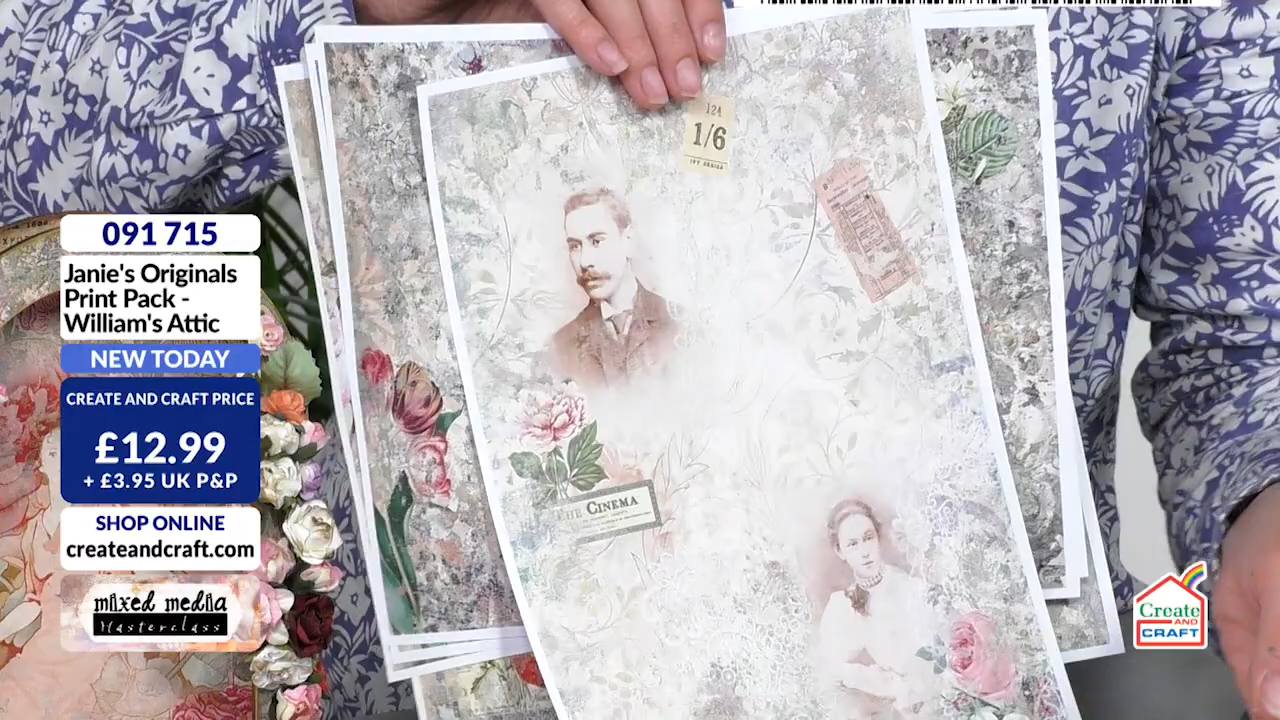 091 715
Janie's Originals
Print Pack -
William's Attic
NEW TODAY
CREATE AND CRAFT PRICE
£12.99
+ £3.95 UK P&P
SHOP ONLINE
createandcraft.com
mixed media
Masterclass
124
1/6
THE CINEMA
Create
AND
CRAFT